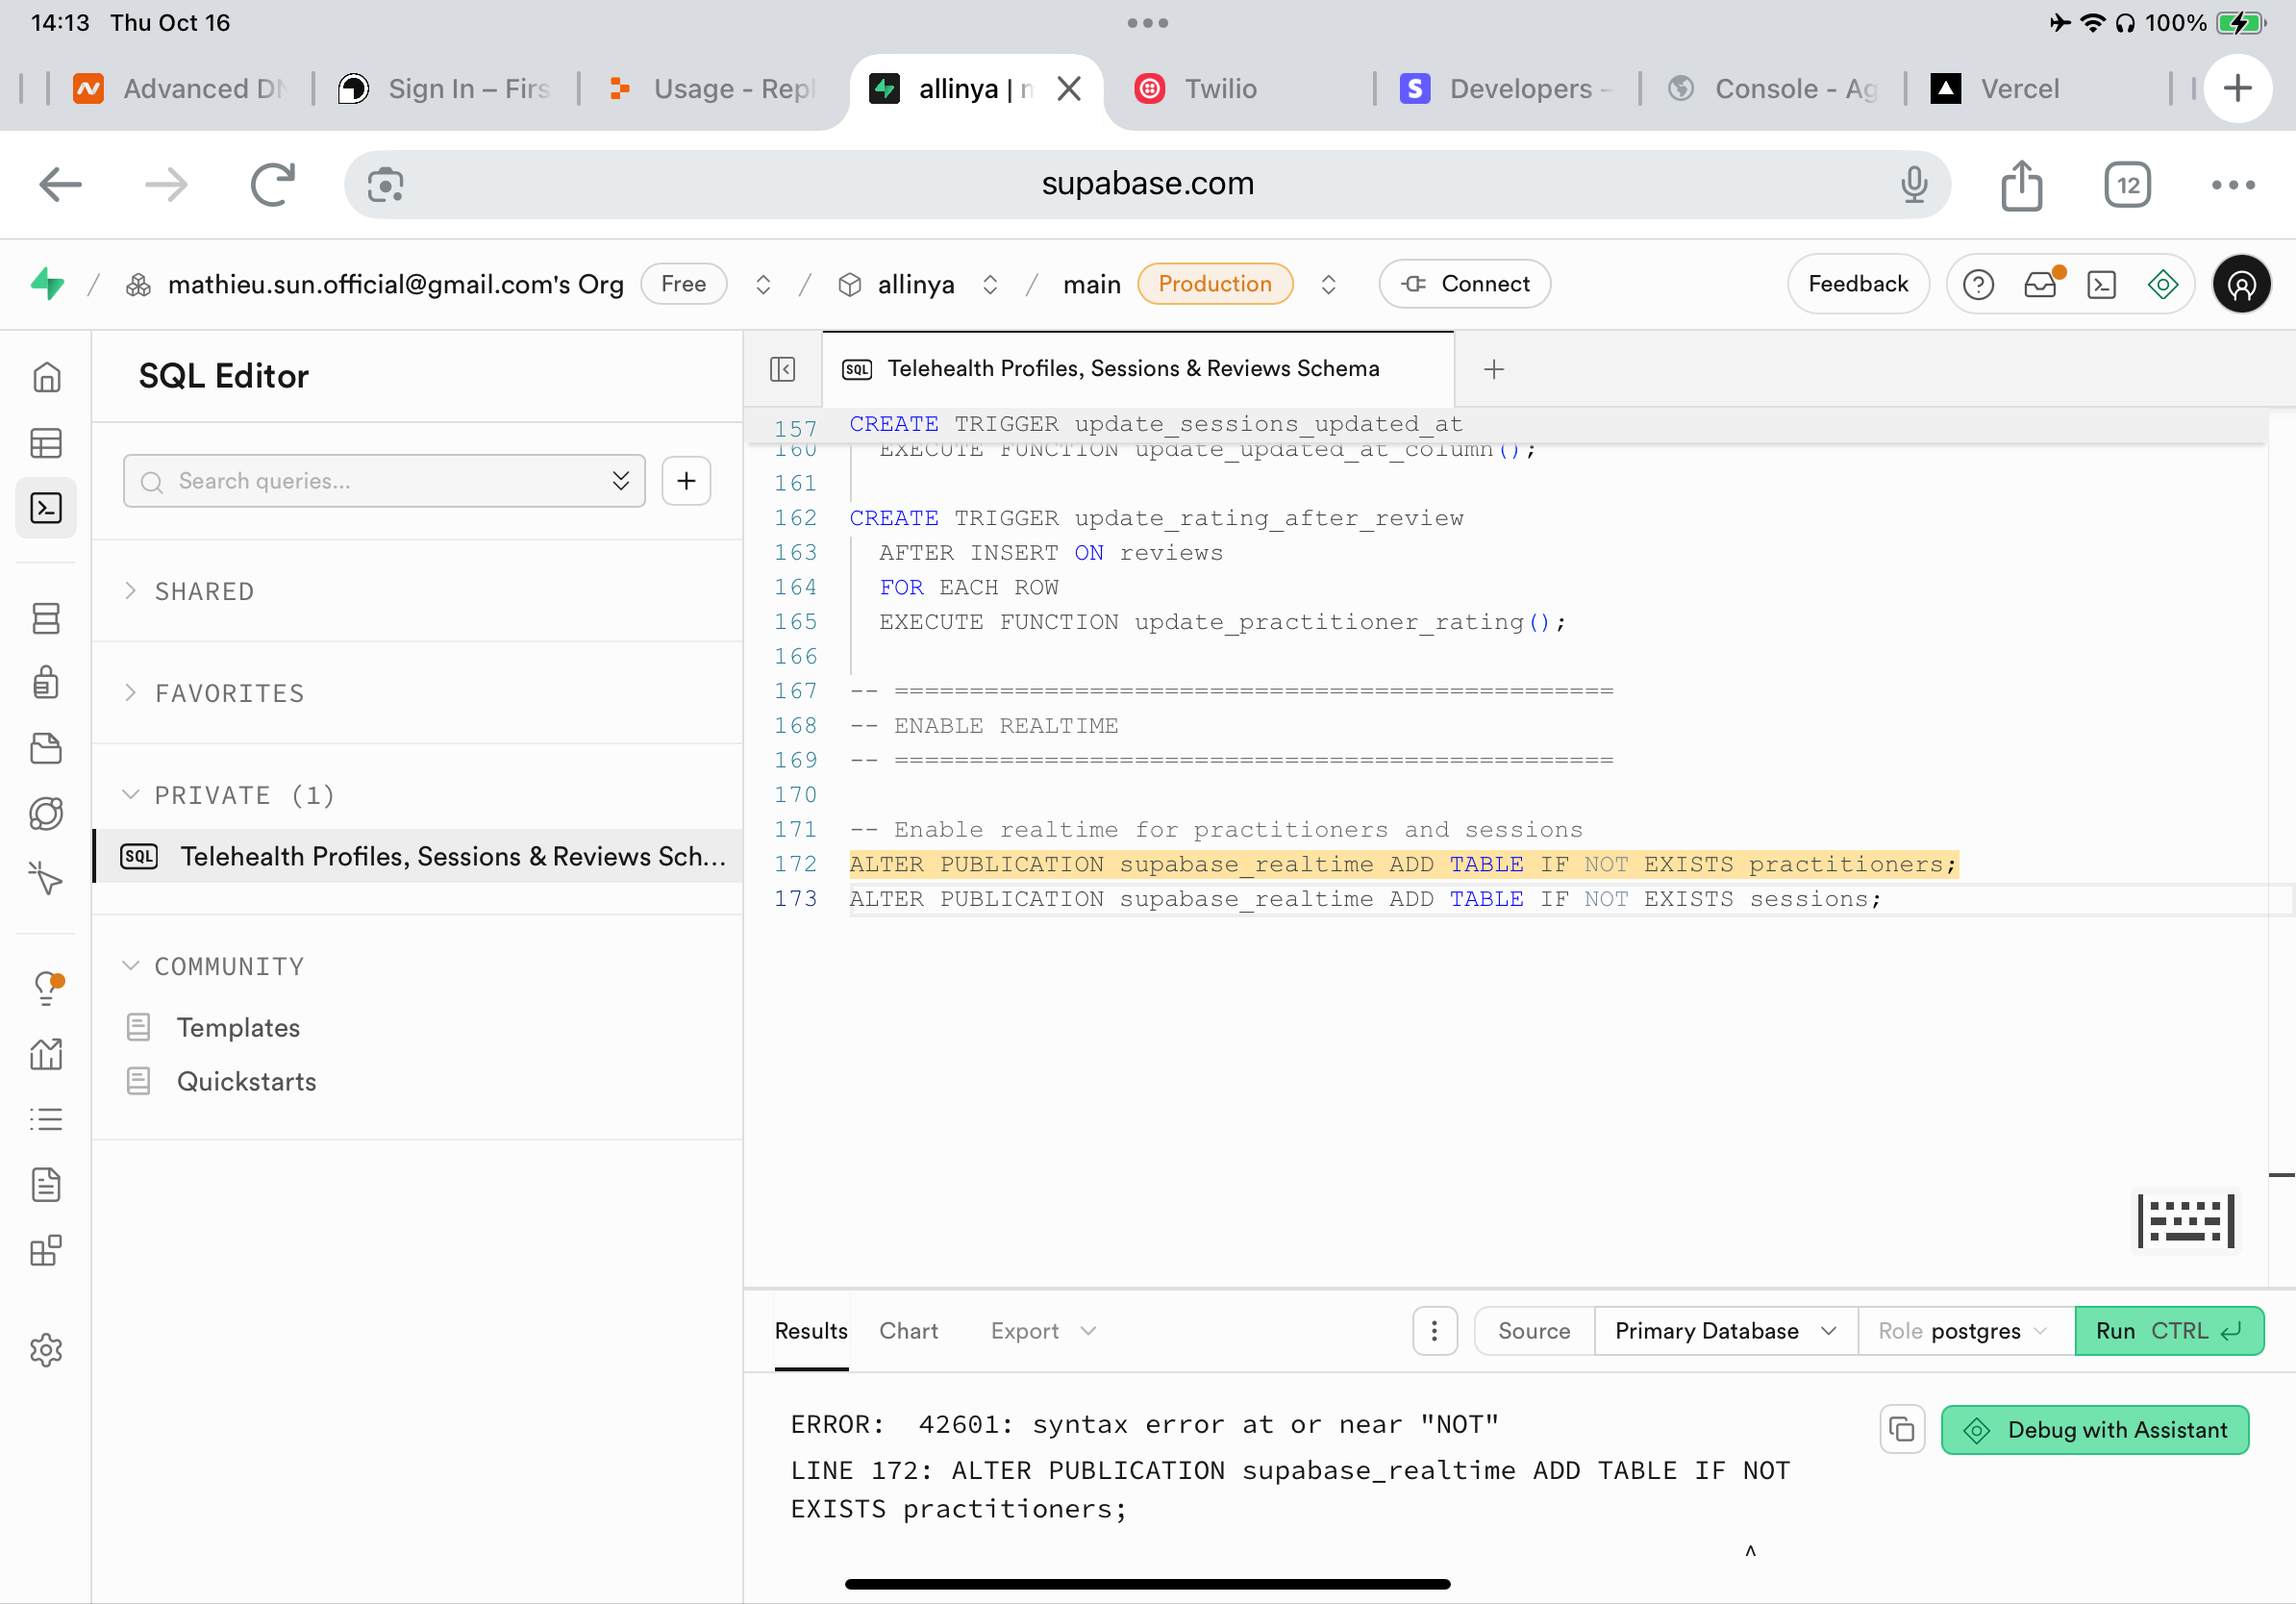 14:13 Thu Oct 16
100%
Advanced DN
Sign In – Firs
Usage - Repl
allinya | n
Twilio
Developers –
Console - Ag
Vercel
supabase.com
12
mathieu.sun.official@gmail.com's Org
Free
allinya
main
Production
Connect
Feedback
SQL Editor
Search queries...
SHARED
FAVORITES
PRIVATE (1)
SQL Telehealth Profiles, Sessions & Reviews Sch...
COMMUNITY
Templates
Quickstarts
SQL Telehealth Profiles, Sessions & Reviews Schema
157 CREATE TRIGGER update_sessions_updated_at
160 EXECUTE FUNCTION update_updated_at_column();
161
162 CREATE TRIGGER update_rating_after_review
163 AFTER INSERT ON reviews
164 FOR EACH ROW
165 EXECUTE FUNCTION update_practitioner_rating();
166
167 -- ================================================
168 -- ENABLE REALTIME
169 -- ================================================
170
171 -- Enable realtime for practitioners and sessions
172 ALTER PUBLICATION supabase_realtime ADD TABLE IF NOT EXISTS practitioners;
173 ALTER PUBLICATION supabase_realtime ADD TABLE IF NOT EXISTS sessions;
Results
Chart
Export
Source
Primary Database
Role postgres
Run CTRL
ERROR: 42601: syntax error at or near "NOT"
LINE 172: ALTER PUBLICATION supabase_realtime ADD TABLE IF NOT
EXISTS practitioners;
^
Debug with Assistant